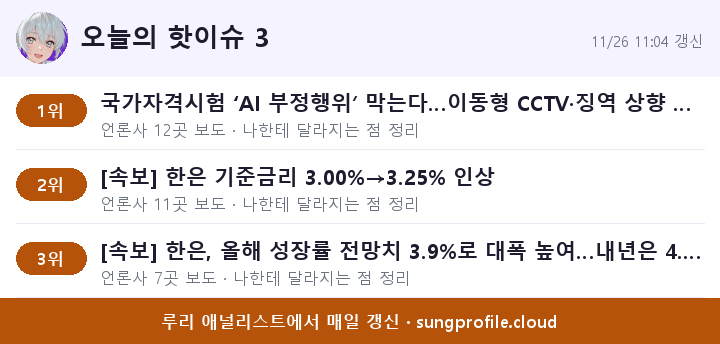 오늘의 핫이슈 3
11/26 11:04 갱신
1위
국가자격시험 ‘AI 부정행위’ 막는다…이동형 CCTV·징역 상향 …
언론사 12곳 보도 · 나한테 달라지는 점 정리
2위
[속보] 한은 기준금리 3.00%→3.25% 인상
언론사 11곳 보도 · 나한테 달라지는 점 정리
3위
[속보] 한은, 올해 성장률 전망치 3.9%로 대폭 높여…내년은 4.…
언론사 7곳 보도 · 나한테 달라지는 점 정리
루리 애널리스트에서 매일 갱신 · sungprofile.cloud